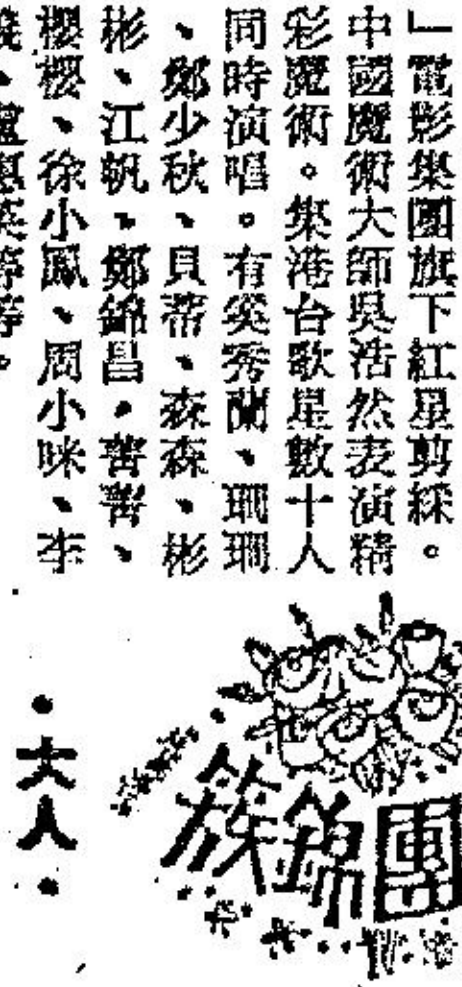 」電影集團旗下紅星剪綵。
中國魔術大師吳浩然表演精
彩魔術。集港台歌星數十人
同時演唱。有奚秀蘭、珊珊
、鄭少秋、貝蒂、森森、彬
彬、江帆、鄭錦昌、菁菁、
櫻櫻、徐小鳳、周小咪、李
、盧惠英等等。
團錦簇
•大人•